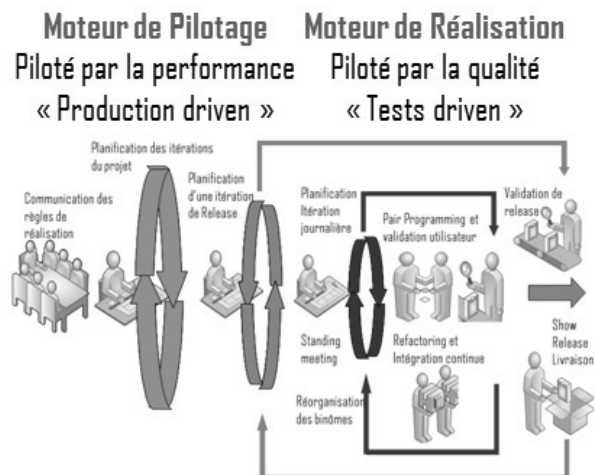 Moteur de Pilotage
Piloté par la performance
« Production driven »
Moteur de Réalisation
Piloté par la qualité
« Tests driven »
Planification des itérations
du projet
Communication des
règles de
réalisation
Planification
d'une itération
de Release
Planification
Itération
journalière
Pair Programming et
validation utilisateur
Validation de
release
Standing
meeting
Refactoring et
Intégration continue
Show
Release
Livraison
Réorganisation
des binômes